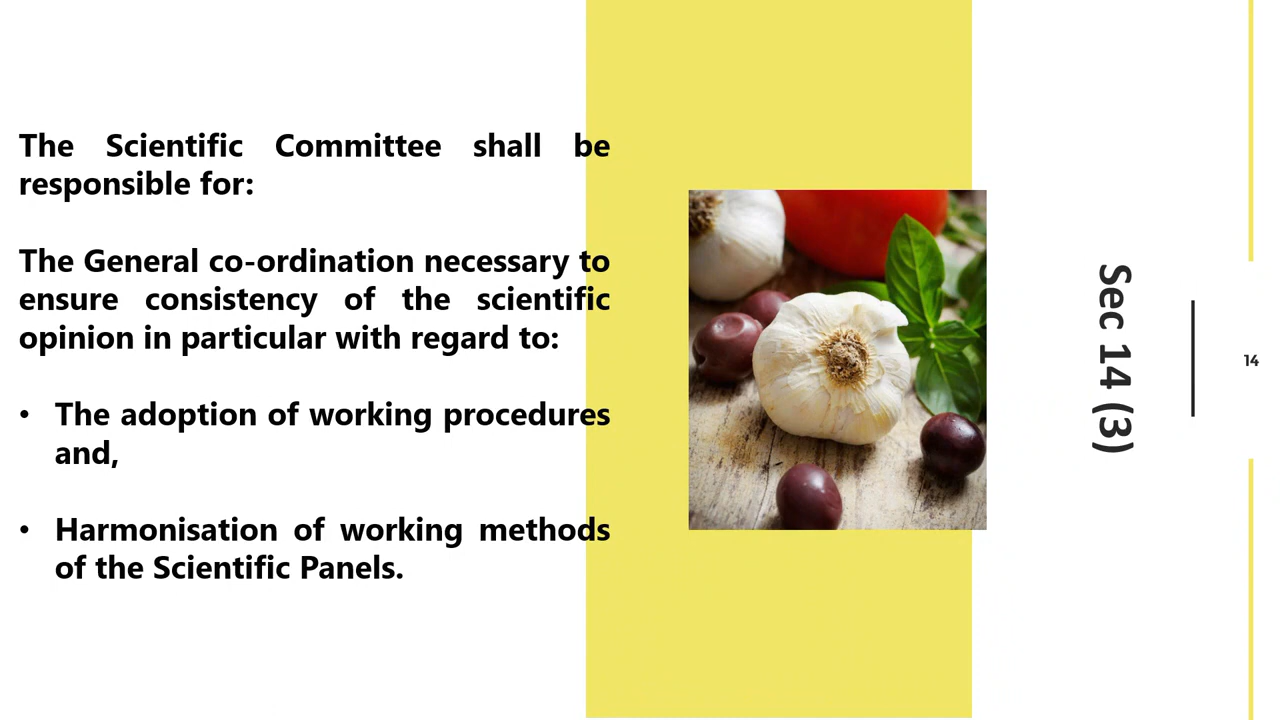 The Scientific Committee shall be
responsible for:
The General co-ordination necessary to
ensure consistency of the scientific
opinion in particular with regard to:
• The adoption of working procedures
and,
• Harmonisation of working methods
of the Scientific Panels.
Sec 14 (3)
14